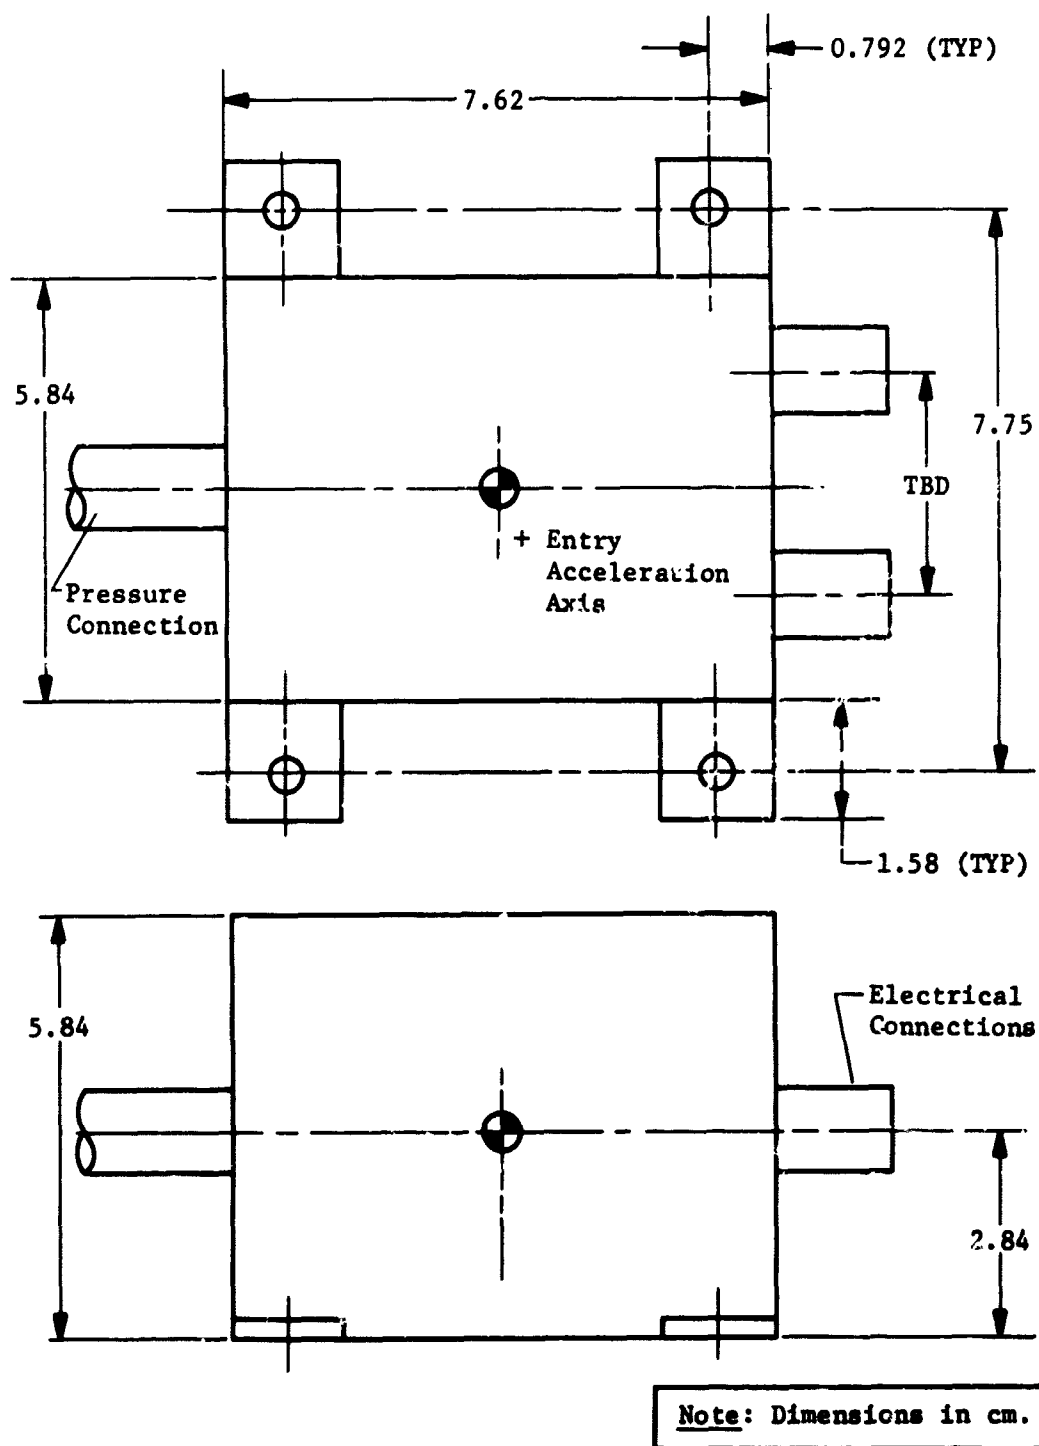 0.792 (TYP)
7.62
5.84
7.75
TBD
+ Entry
Acceleration
Axis
Pressure
Connection
1.58 (TYP)
Electrical
Connections
5.84
2.84
Note: Dimensions in cm.